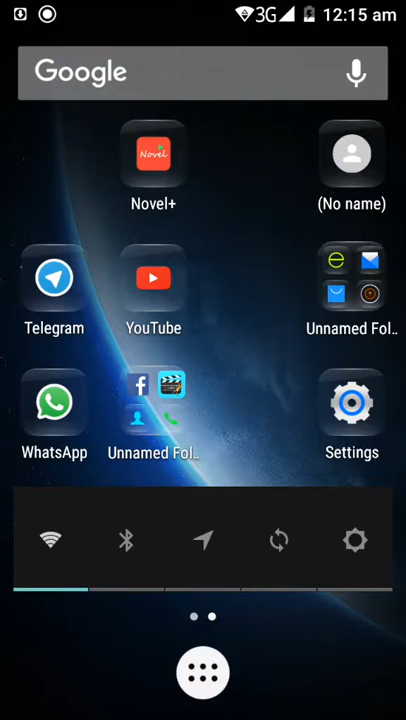 3G 12:15 am
Google
Novel
Novel+
(No name)
Telegram
YouTube
Unnamed Fol..
WhatsApp
Unnamed Fol..
Settings